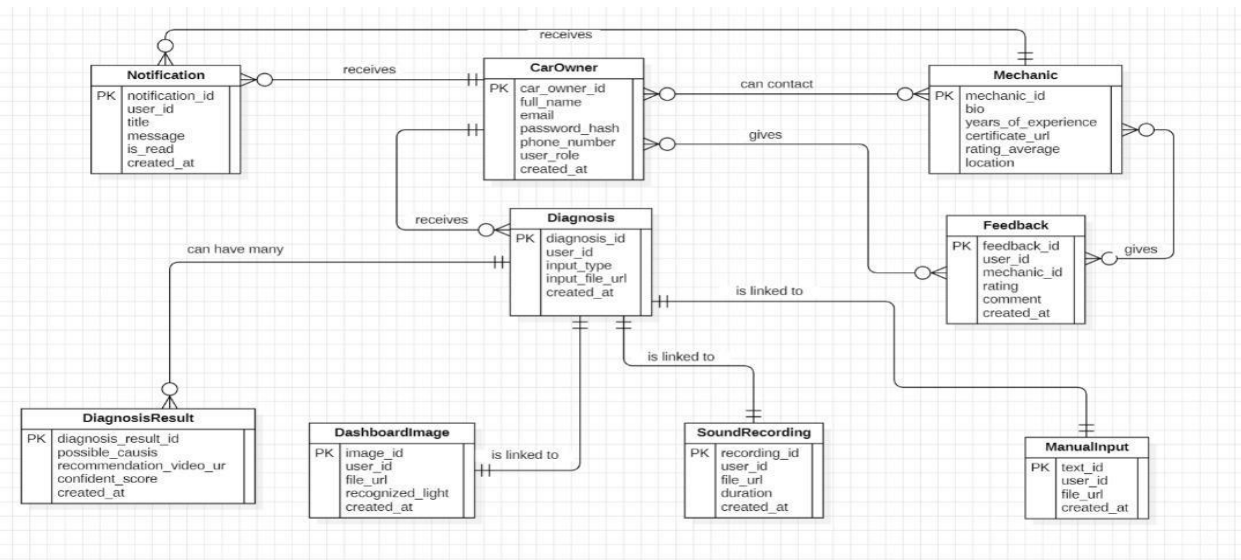 receives
Notification
PK notification_id
user_id
title
message
is_read
created_at
receives
CarOwner
PK car_owner_id
full_name
email
password_hash
phone_number
user_role
created_at
can contact
gives
Mechanic
PK mechanic_id
bio
years_of_experience
certificate_url
rating_average
location
receives
can have many
Diagnosis
PK diagnosis_id
user_id
input_type
input_file_url
created_at
Feedback
PK feedback_id
user_id
mechanic_id
rating
comment
created_at
gives
is linked to
is linked to
DiagnosisResult
PK diagnosis_result_id
possible_causis
recommendation_video_ur
confident_score
created_at
DashboardImage
PK image_id
user_id
file_url
recognized_light
created_at
is linked to
SoundRecording
PK recording_id
user_id
file_url
duration
created_at
ManualInput
PK text_id
user_id
file_url
created_at